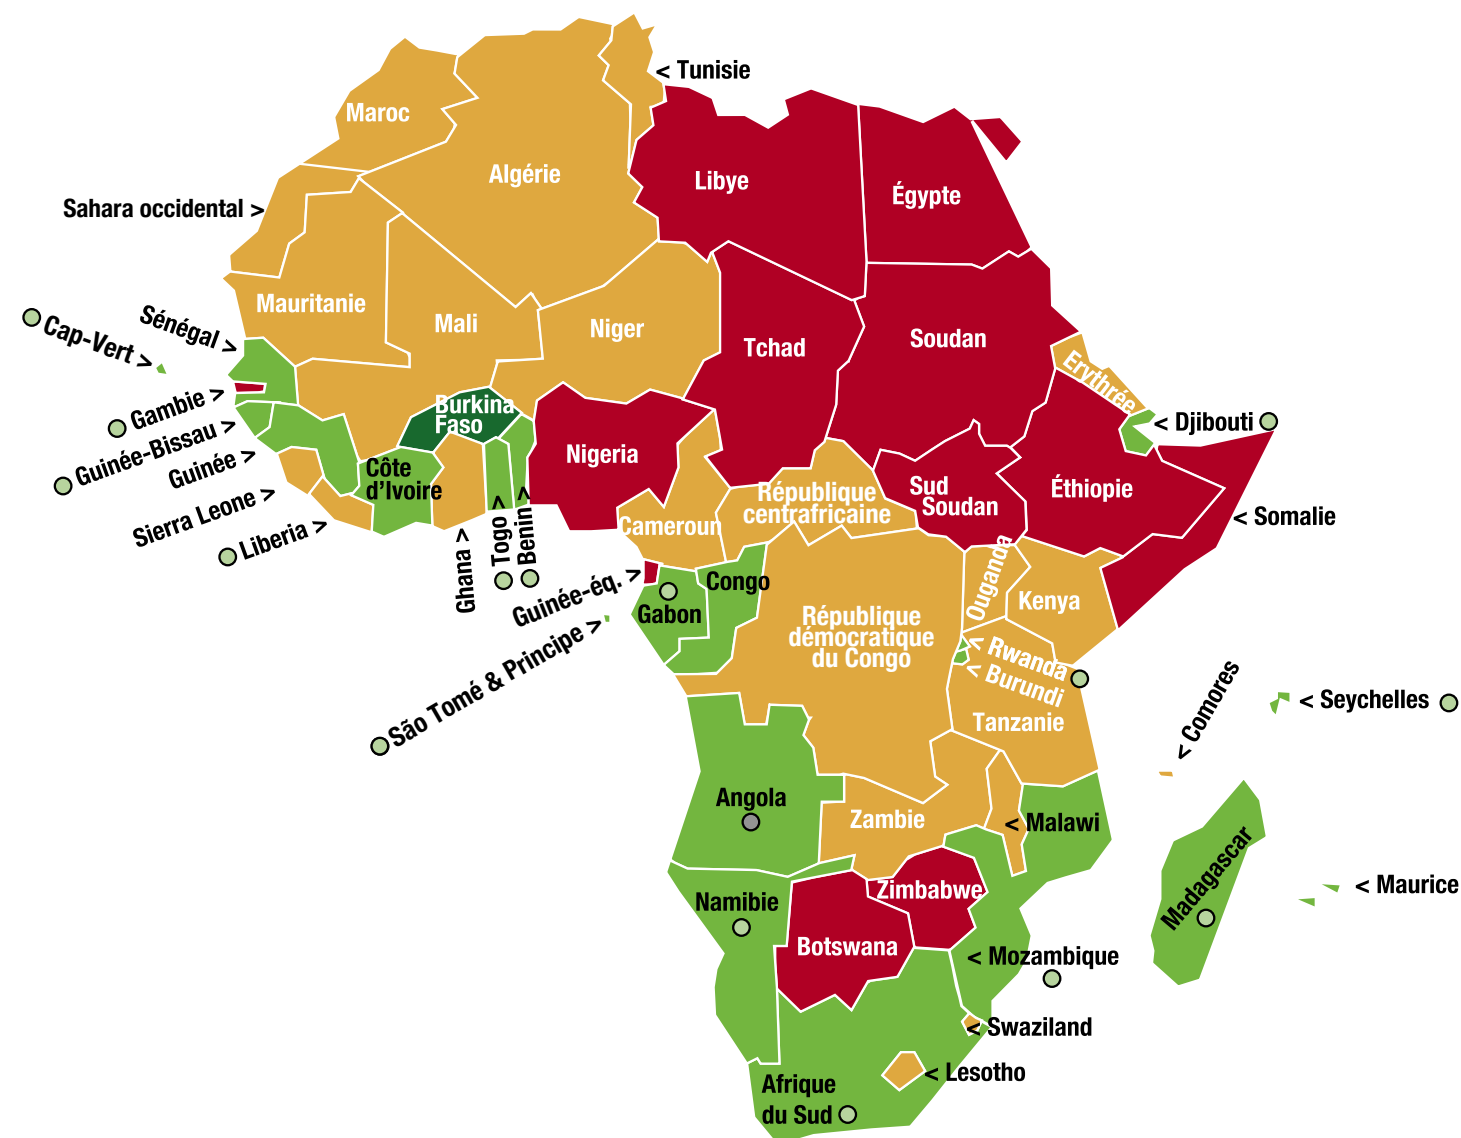 < Tunisie
Maroc
Algérie
Libye
Égypte
Sahara occidental >
Mauritanie
Mali
Niger
Tchad
Soudan
Erythrée
Sénégal >
Cap-Vert >
Gambie >
Guinée-Bissau >
Guinée >
Sierra Leone >
Liberia >
Burkina
Faso
Côte
d'Ivoire
Ghana >
Togo >
Benin >
Nigeria
Cameroun
République
centrafricaine
Sud
Soudan
Éthiopie
< Djibouti
< Somalie
Guinée-éq. >
São Tomé & Principe >
Gabon
Congo
République
démocratique
du Congo
Ouganda
Kenya
< Rwanda
< Burundi
Tanzanie
< Comores
< Seychelles
Angola
Zambie
< Malawi
Madagascar
< Maurice
Namibie
Zimbabwe
Botswana
< Mozambique
< Swaziland
< Lesotho
Afrique
du Sud